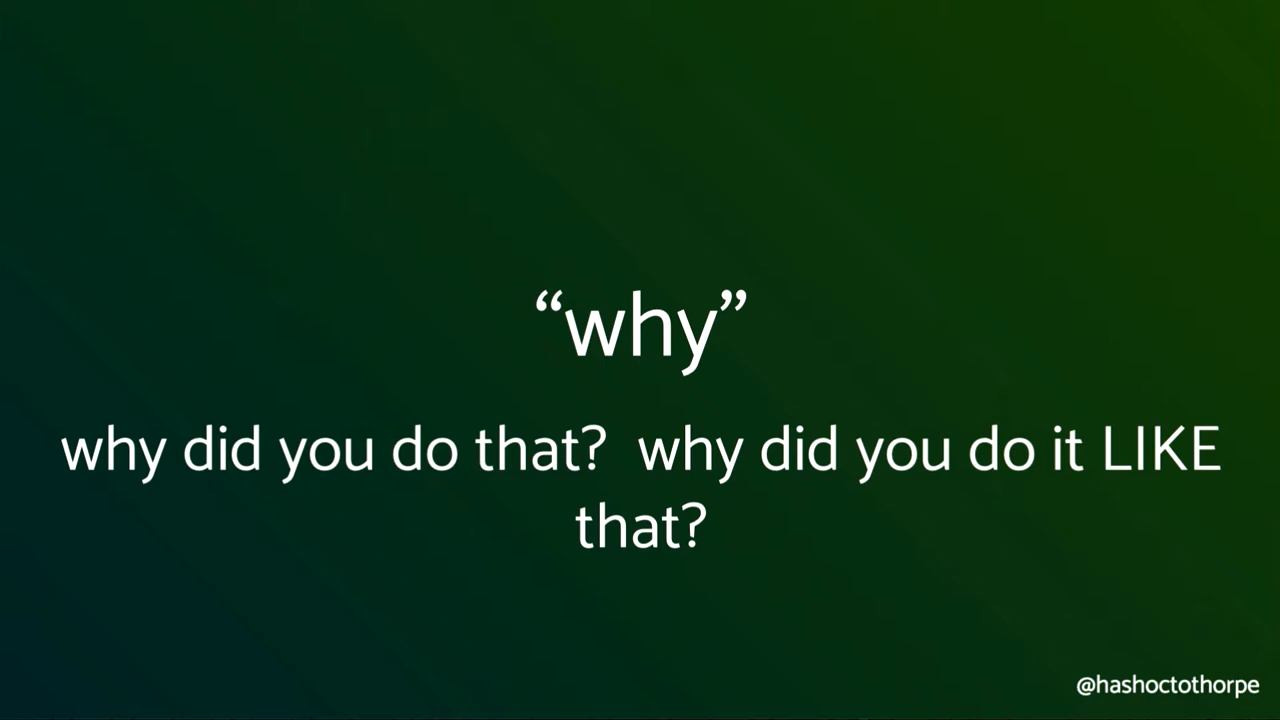 “why”
why did you do that?  why did you do it LIKE
that?
@hashoctothorpe